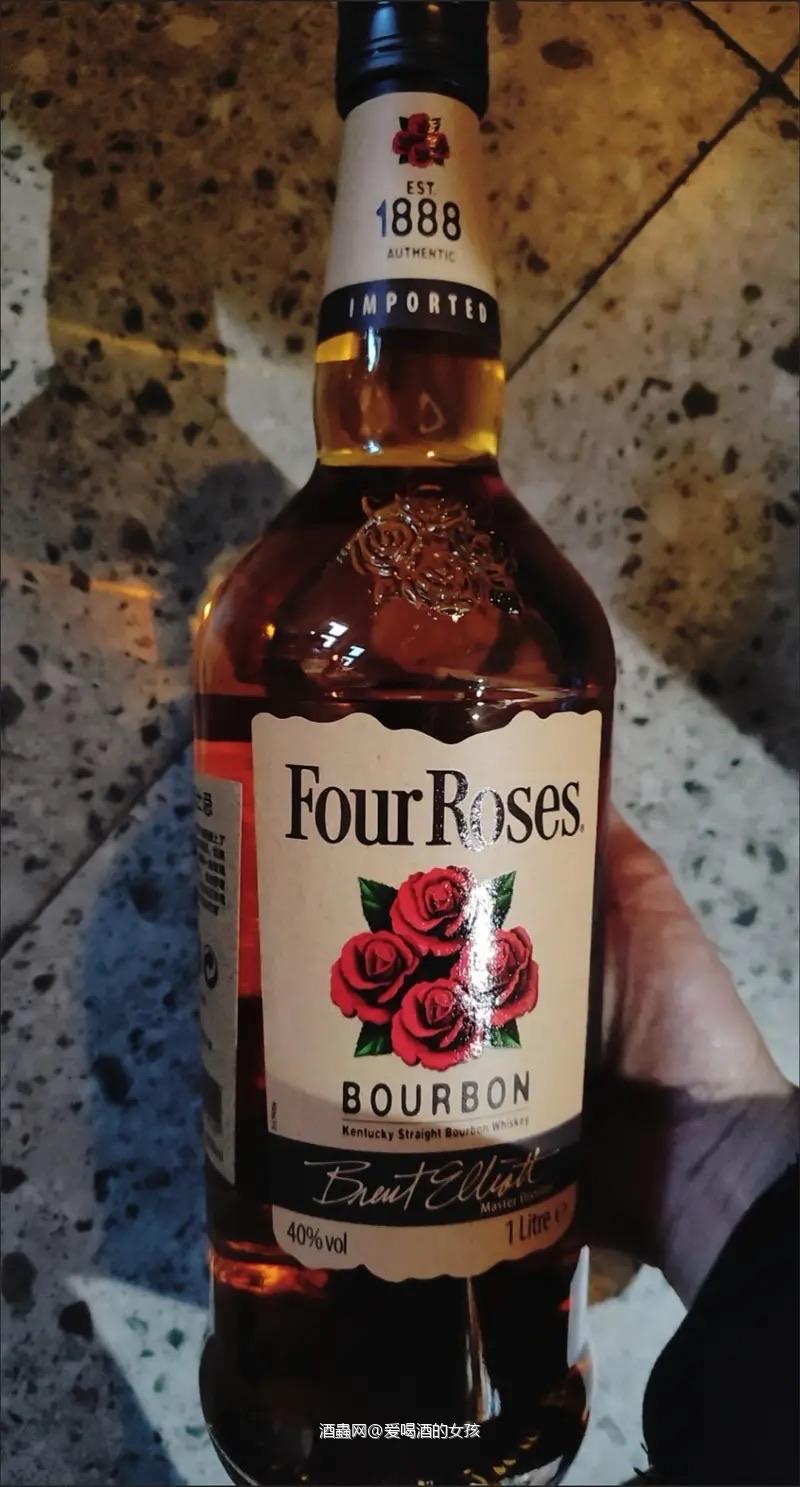 EST.
1888
AUTHENTIC
IMPORTED
Four Roses
BOURBON
Kentucky Straight Bourbon Whiskey
Brent Elliott
Master
40%vol
1 Litre e
酒蟲网@爱喝酒的女孩